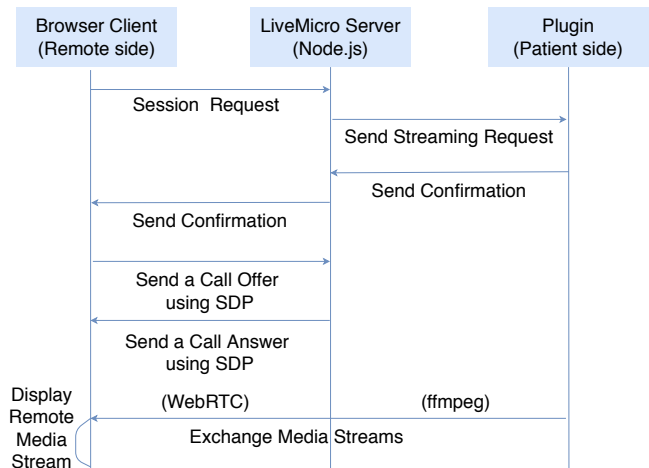 Browser Client
(Remote side)
LiveMicro Server
(Node.js)
Plugin
(Patient side)
Session Request
Send Streaming Request
Send Confirmation
Send Confirmation
Send a Call Offer
using SDP
Send a Call Answer
using SDP
Display
Remote
Media
Stream
(WebRTC)
(ffmpeg)
Exchange Media Streams